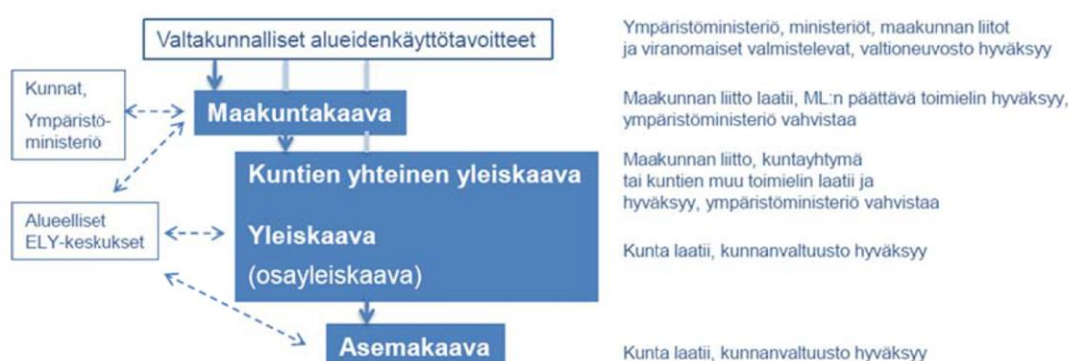 Valtakunnalliset alueidenkäyttötavoitteet
Ympäristöministeriö, ministeriöt, maakunnan liitot
ja viranomaiset valmistelevat, valtioneuvosto hyväksyy
Kunnat,
Ympäristö-
ministeriö
Maakuntakaava
Maakunnan liitto laatii, ML:n päättävä toimielin hyväksyy,
ympäristöministeriö vahvistaa
Kuntien yhteinen yleiskaava
Maakunnan liitto, kuntayhtymä
tai kuntien muu toimielin laatii ja
hyväksyy, ympäristöministeriö vahvistaa
Alueelliset
ELY-keskukset
Yleiskaava
(osayleiskaava)
Kunta laatii, kunnanvaltuusto hyväksyy
Asemakaava
Kunta laatii, kunnanvaltuusto hyväksyy